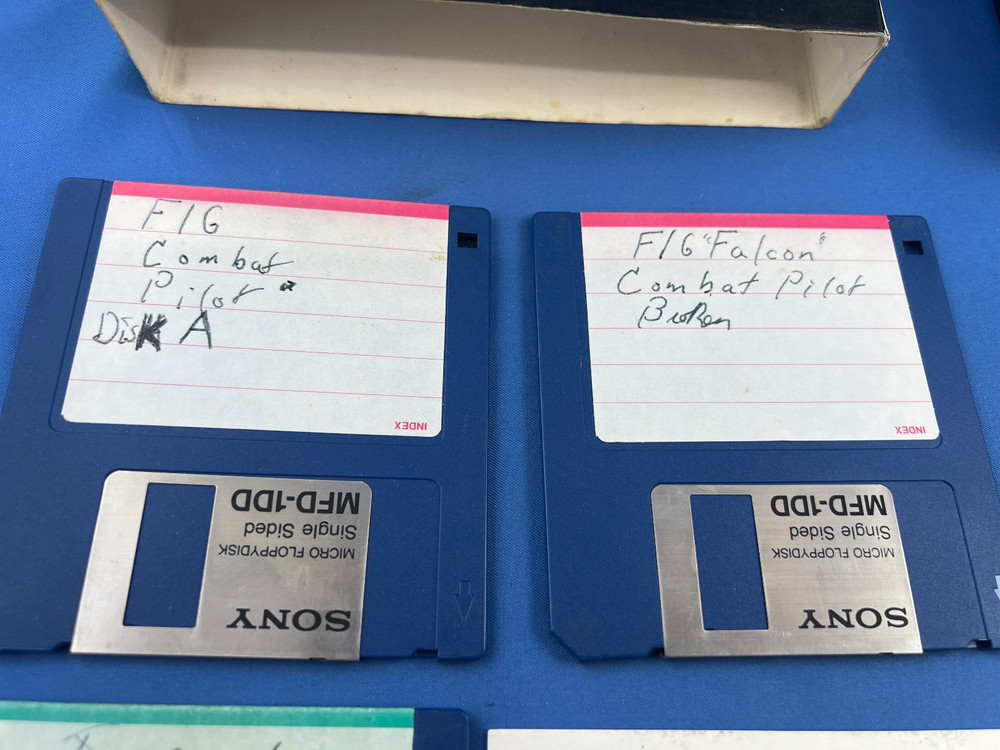 F16
Combat
Pilot
Disk A
INDEX
MFD-1DD
Single Sided
MICRO FLOPPYDISK
SONY
F16 "Falcon"
Combat Pilot
Broken
INDEX
MFD-1DD
Single Sided
MICRO FLOPPYDISK
SONY